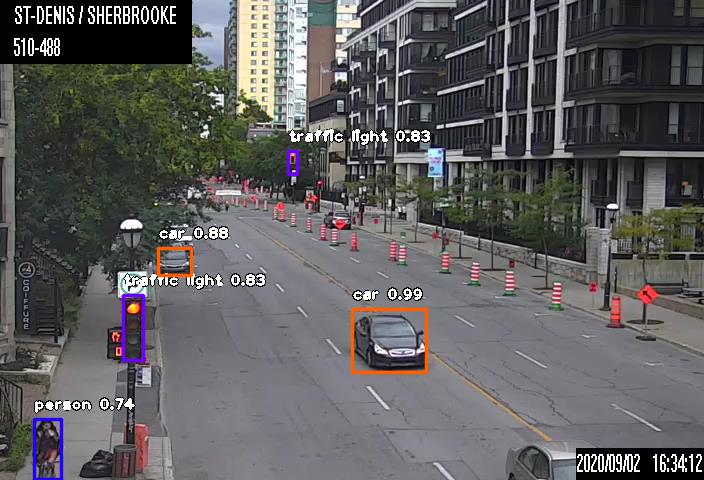 ST-DENIS / SHERBROOKE
510-488
traffic light 0.83
car 0.88
traffic light 0.83
car 0.99
COIFFURE
person 0.74
2020/09/02 16:34:12